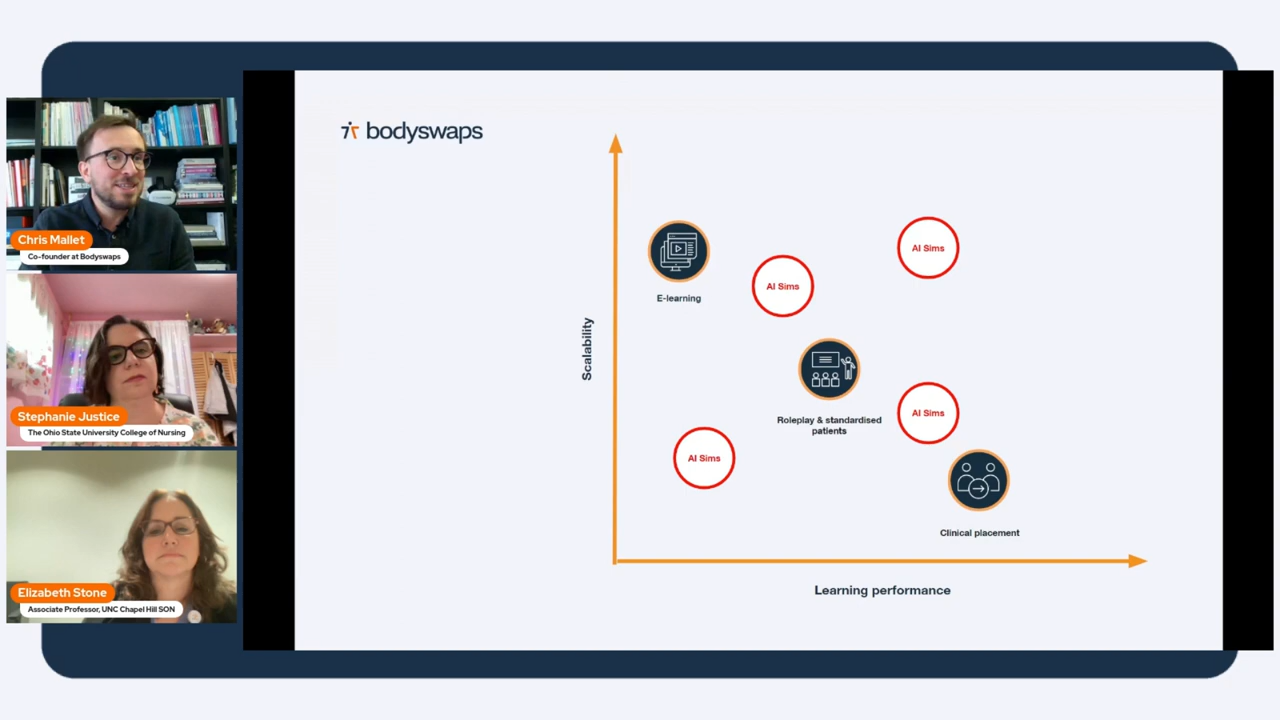 Chris Mallet
Co-founder at Bodyswaps
Stephanie Justice
The Ohio State University College of Nursing
Elizabeth Stone
Associate Professor, UNC Chapel Hill SON
bodyswaps
Scalability
E-learning
AI Sims
AI Sims
Roleplay & standardised
patients
AI Sims
AI Sims
Clinical placement
Learning performance